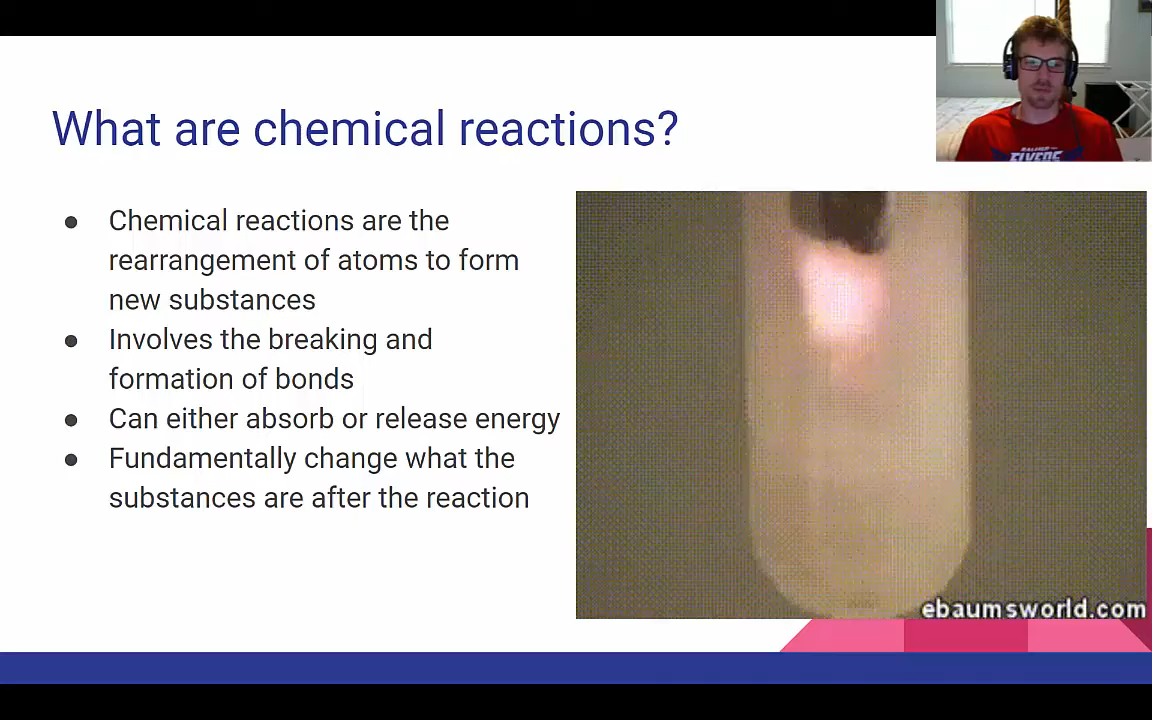 What are chemical reactions?
● Chemical reactions are the
rearrangement of atoms to form
new substances
● Involves the breaking and
formation of bonds
● Can either absorb or release energy
● Fundamentally change what the
substances are after the reaction
FLYERS
ebaumsworld.com